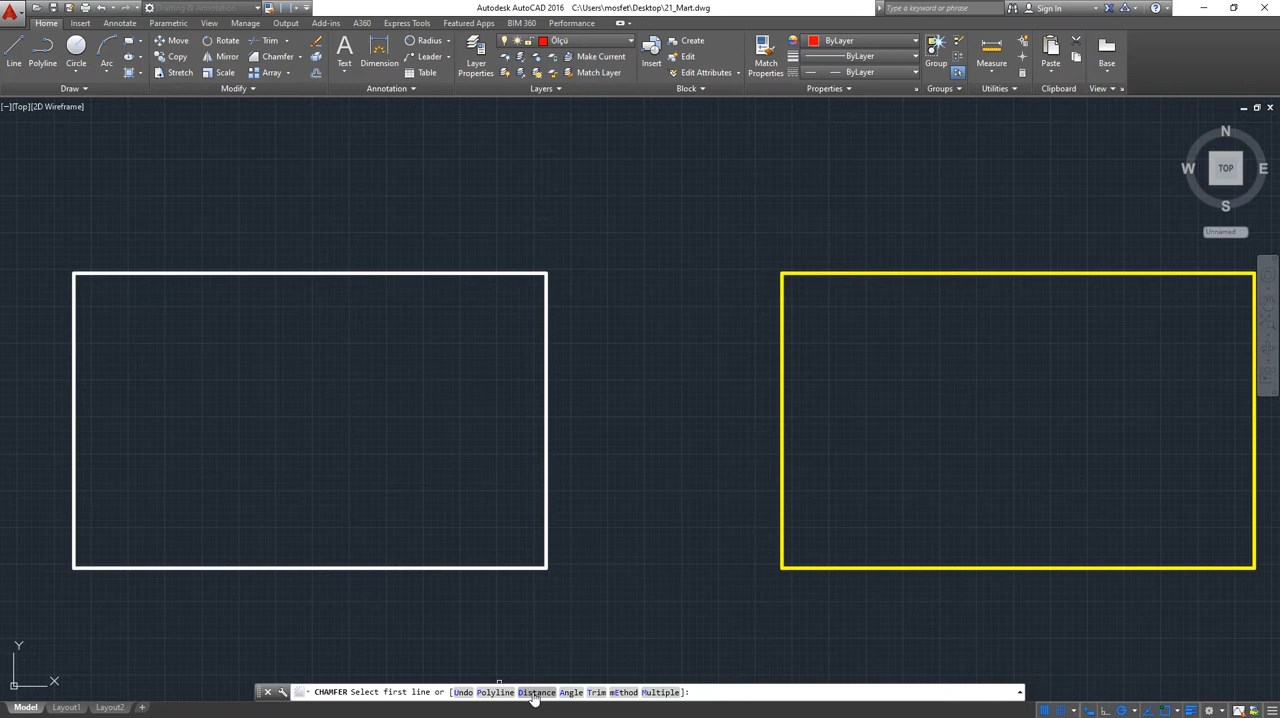 Drafting & Annotation
Autodesk AutoCAD 2016 C:\Users\mosfet\Desktop\21_Mart.dwg
Type a keyword or phrase
Sign In
Home Insert Annotate Parametric View Manage Output Add-ins A360 Express Tools Featured Apps BIM 360 Performance
Move Rotate Trim Radius Ölçü Create ByLayer
Copy Mirror Chamfer Leader Make Current Edit ByLayer
Stretch Scale Array Table Match Layer Edit Attributes ByLayer
Line Polyline Circle Arc Text Dimension Layer Properties Insert Match Properties Group Measure Paste Base
Draw Modify Annotation Layers Block Properties Groups Utilities Clipboard View
[−][Top][2D Wireframe]
N
W TOP E
S
Unnamed
Y
X
CHAMFER Select first line or [Undo Polyline Distance Angle Trim mEthod Multiple]:
Model Layout1 Layout2 +